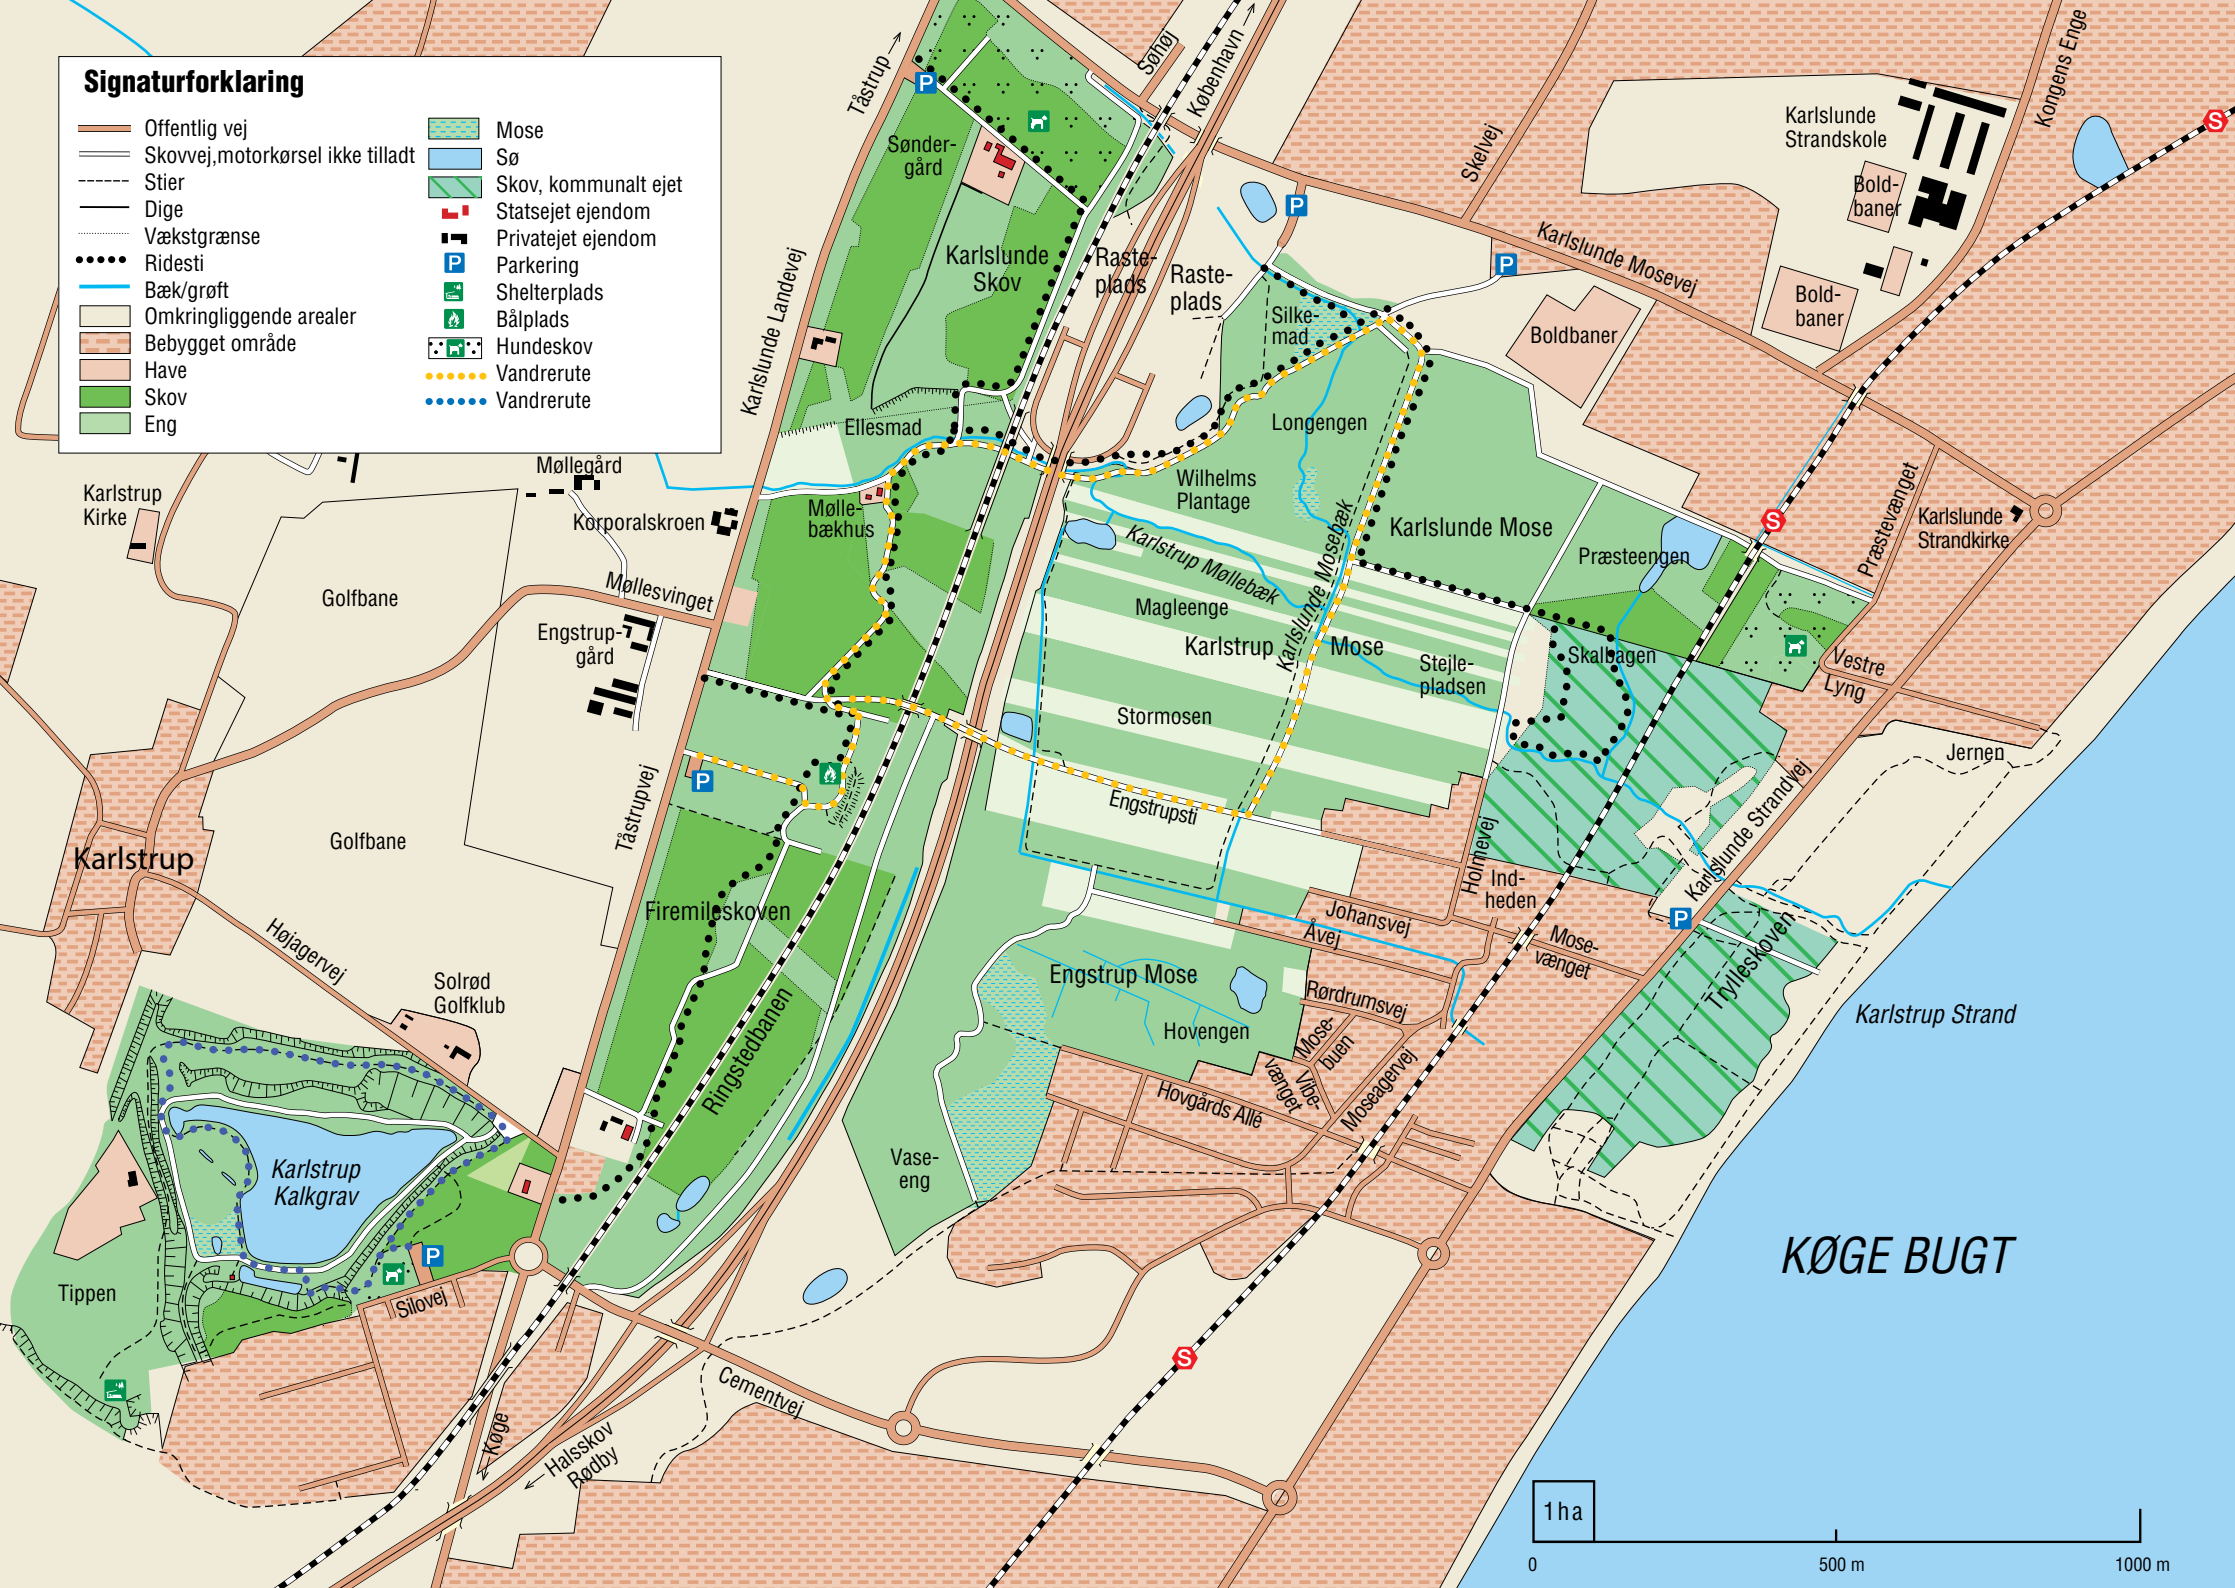 Signaturforklaring
Offentlig vej
Skovvej,motorkørsel ikke tilladt
Stier
Dige
Vækstgrænse
Ridesti
Bæk/grøft
Omkringliggende arealer
Bebygget område
Have
Skov
Eng
Mose
Sø
Skov, kommunalt ejet
Statsejet ejendom
Privatejet ejendom
P
Parkering
Shelterplads
Bålplads
Hundeskov
Vandrerute
Vandrerute
Tåstrup
P
Sønder-
gård
Søhøj
København
Karlslunde
Skov
Raste-
plads
Raste-
plads
P
Skelvej
Karlslunde Mosevej
P
Karlslunde
Strandskole
Kongens Enge
S
Bold-
baner
Bold-
baner
Boldbaner
Silke-
mad
Karlslunde Landevej
Ellesmad
Longengen
Wilhelms
Plantage
Karlstrup
Kirke
Møllegård
Korporalskroen
Mølle-
bækhus
Karlslunde Mose
S
Præstevænget
Karlslunde
Strandkirke
Præsteengen
Karlstrup Møllebæk
Karlslunde Mosebæk
Karlslunde Mosebæk
Golfbane
Møllesvinget
Engstrup-
gård
Magleenge
Karlstrup
Mose
Stejle-
pladsen
Skalbagen
Vestre
Lyng
Stormosen
Jernen
P
Tåstrupvej
Engstrupsti
Golfbane
Karlstrup
Holmevej
Karlslunde Strandvej
Firemileskoven
Ind-
heden
P
Johansvej
Åvej
Mose-
vænget
Trylleskoven
Højagervej
Solrød
Golfklub
Engstrup Mose
Hovengen
Rørdrumsvej
Mose-
buen
Vibe-
vænget
Moseagervej
Hovgårds Allé
Karlstrup Strand
Ringstedbanen
Karlstrup
Kalkgrav
Vase-
eng
Tippen
P
Silovej
KØGE BUGT
S
Cementvej
Køge
Halsskov
Rødby
1 ha
0
500 m
1000 m